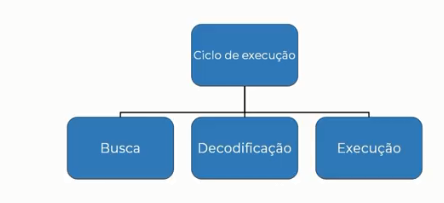 Ciclo de execução
Busca
Decodificação
Execução